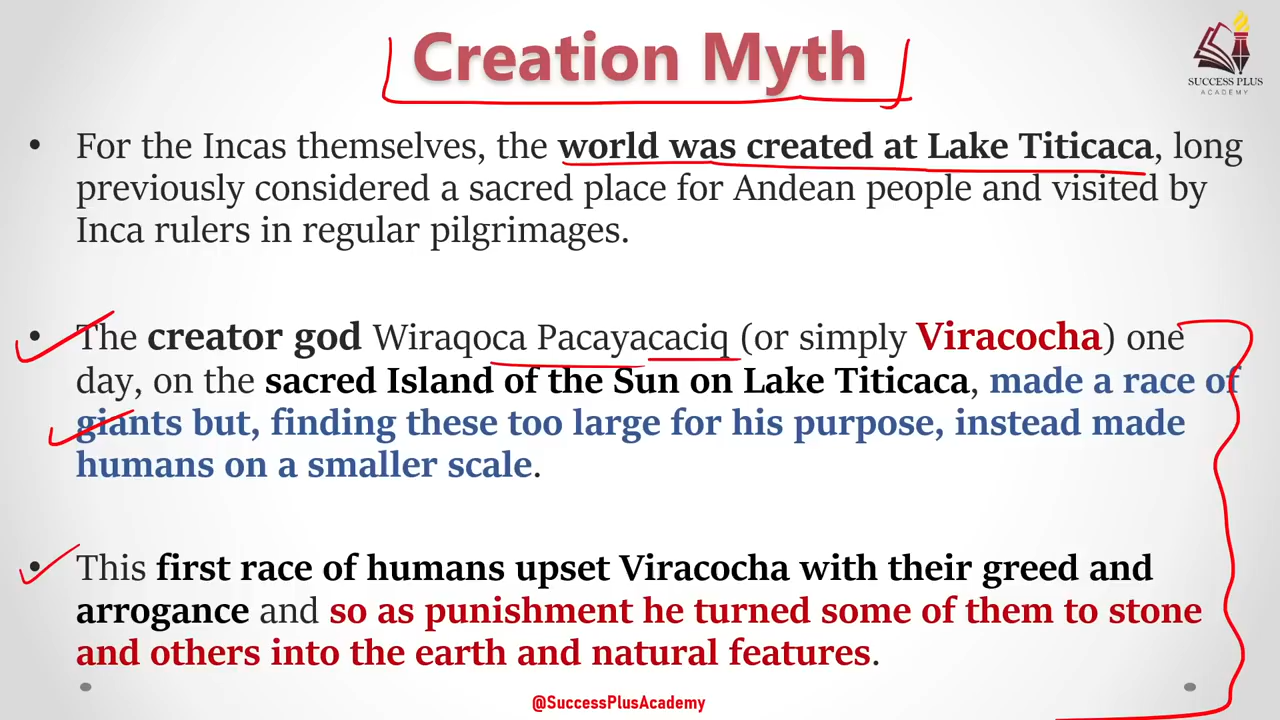 Creation Myth
SUCCESS PLUS
ACADEMY
• For the Incas themselves, the world was created at Lake Titicaca, long
previously considered a sacred place for Andean people and visited by
Inca rulers in regular pilgrimages.
• The creator god Wiraqoca Pacayacaciq (or simply Viracocha) one
day, on the sacred Island of the Sun on Lake Titicaca, made a race of
giants but, finding these too large for his purpose, instead made
humans on a smaller scale.
• This first race of humans upset Viracocha with their greed and
arrogance and so as punishment he turned some of them to stone
and others into the earth and natural features.
@SuccessPlusAcademy